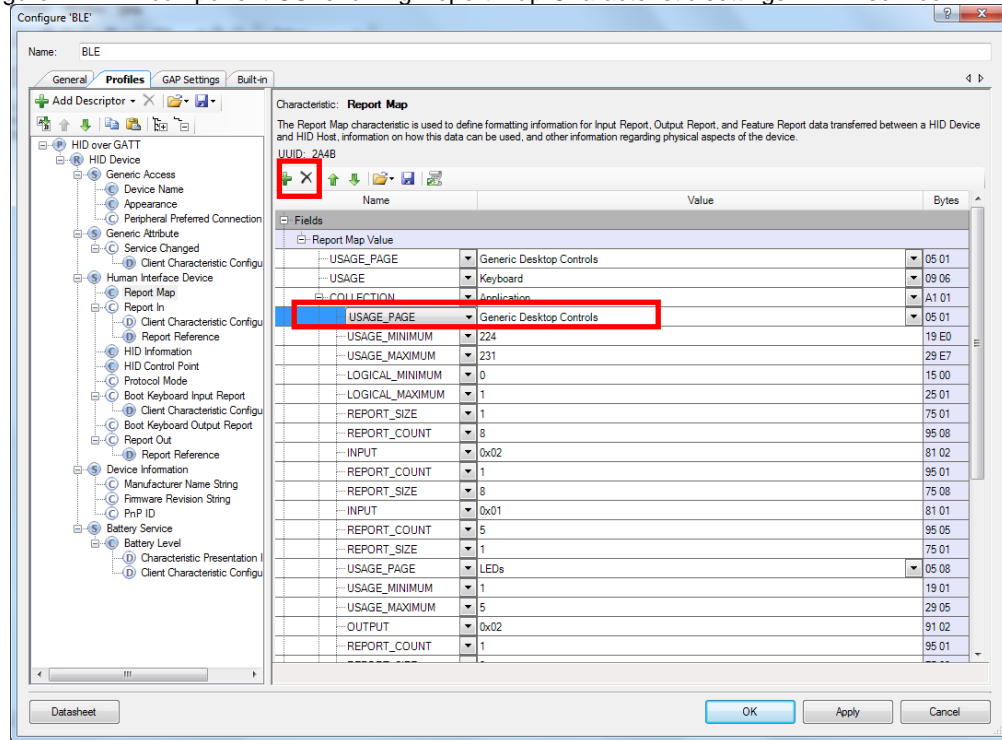 Configure 'BLE'
Name: BLE
General Profiles GAP Settings Built-in
Add Descriptor
HID over GATT
HID Device
Generic Access
Device Name
Appearance
Peripheral Preferred Connection
Generic Attribute
Service Changed
Client Characteristic Configu
Human Interface Device
Report Map
Report In
Client Characteristic Configu
Report Reference
HID Information
HID Control Point
Protocol Mode
Boot Keyboard Input Report
Client Characteristic Configu
Boot Keyboard Output Report
Report Out
Report Reference
Device Information
Manufacturer Name String
Firmware Revision String
PnP ID
Battery Service
Battery Level
Characteristic Presentation
Client Characteristic Configu
Characteristic: Report Map
The Report Map characteristic is used to define formatting information for Input Report, Output Report, and Feature Report data transferred between a HID Device
and HID Host, information on how this data can be used, and other information regarding physical aspects of the device.
UUID: 2A4B
Name Value Bytes
Fields
Report Map Value
USAGE_PAGE Generic Desktop Controls 05 01
USAGE Keyboard 09 06
COLLECTION Application A1 01
USAGE_PAGE Generic Desktop Controls 05 01
USAGE_MINIMUM 224 19 E0
USAGE_MAXIMUM 231 29 E7
LOGICAL_MINIMUM 0 15 00
LOGICAL_MAXIMUM 1 25 01
REPORT_SIZE 1 75 01
REPORT_COUNT 8 95 08
INPUT 0x02 81 02
REPORT_COUNT 1 95 01
REPORT_SIZE 8 75 08
INPUT 0x01 81 01
REPORT_COUNT 5 95 05
REPORT_SIZE 1 75 01
USAGE_PAGE LEDs 05 08
USAGE_MINIMUM 1 19 01
USAGE_MAXIMUM 5 29 05
OUTPUT 0x02 91 02
REPORT_COUNT 1 95 01
Datasheet OK Apply Cancel